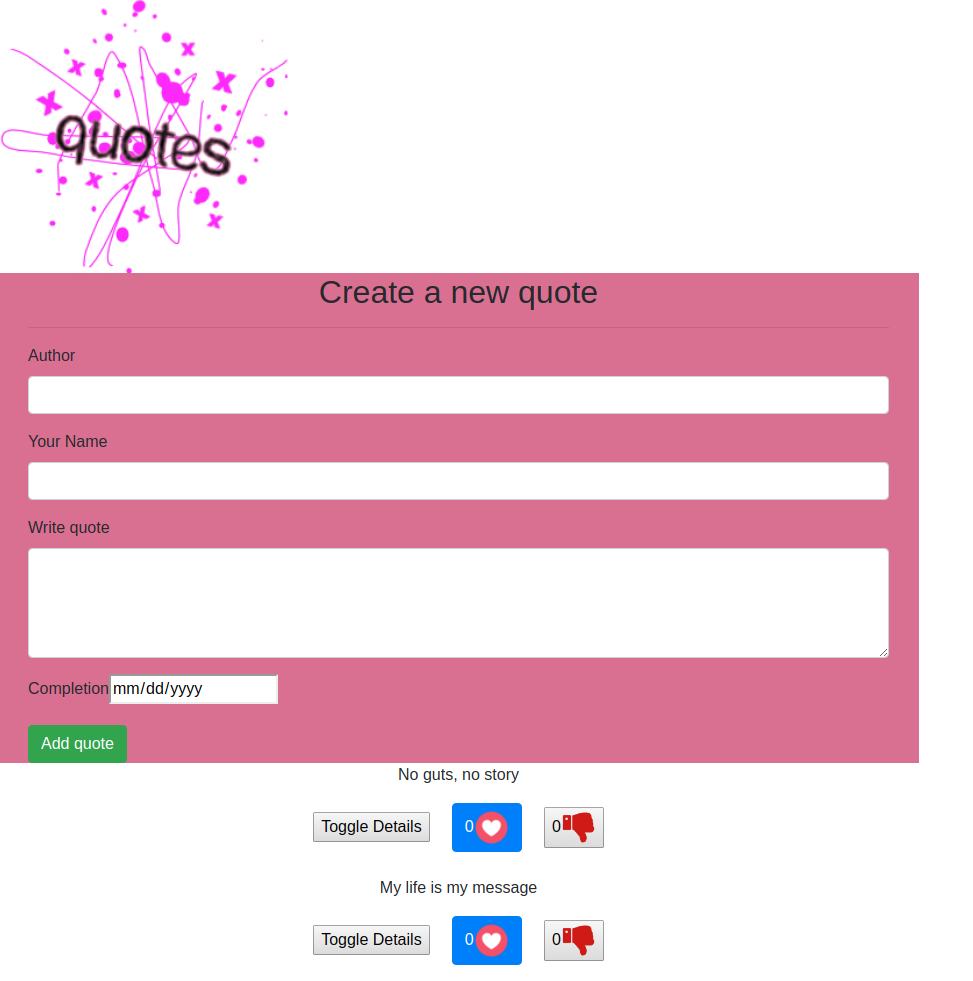 quotes
Create a new quote
Author
Your Name
Write quote
Completion mm/dd/yyyy
Add quote
No guts, no story
Toggle Details 0 0
My life is my message
Toggle Details 0 0